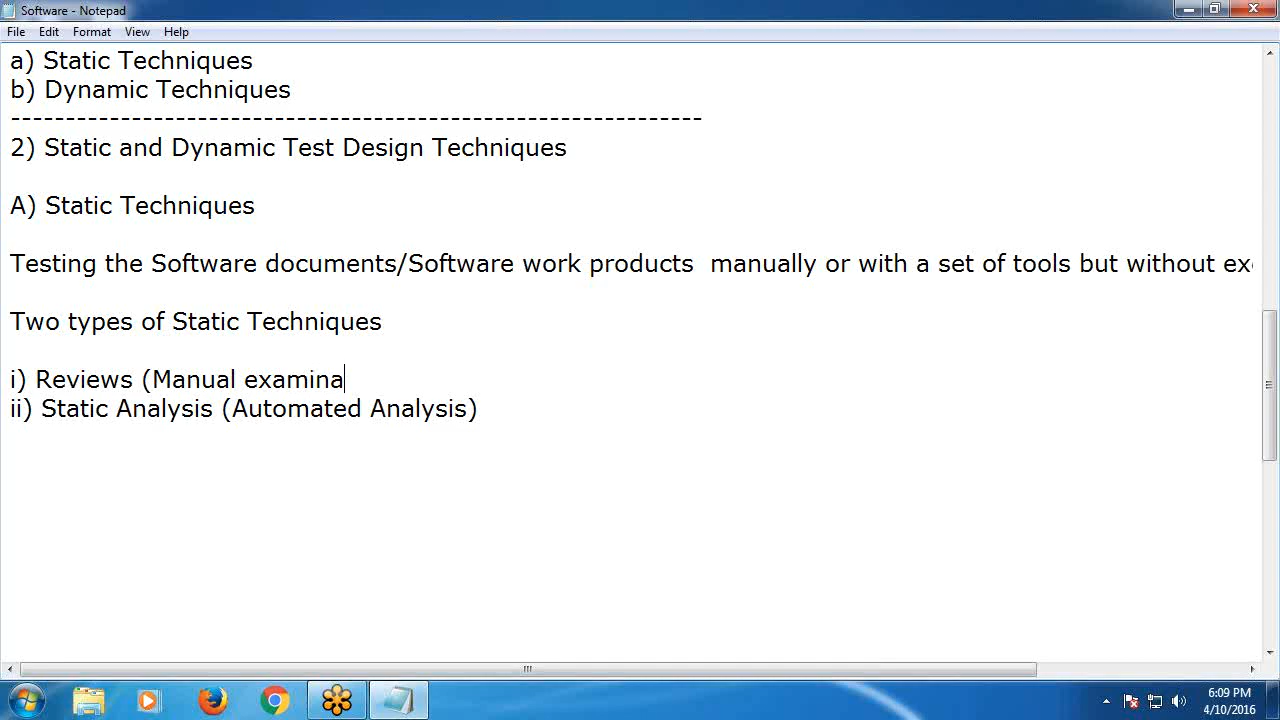 Software - Notepad
File Edit Format View Help
a) Static Techniques
b) Dynamic Techniques
----------------------------------------------------------------
2) Static and Dynamic Test Design Techniques
A) Static Techniques
Testing the Software documents/Software work products  manually or with a set of tools but without
Two types of Static Techniques
i) Reviews (Manual examina
ii) Static Analysis (Automated Analysis)
6:09 PM
4/10/2016